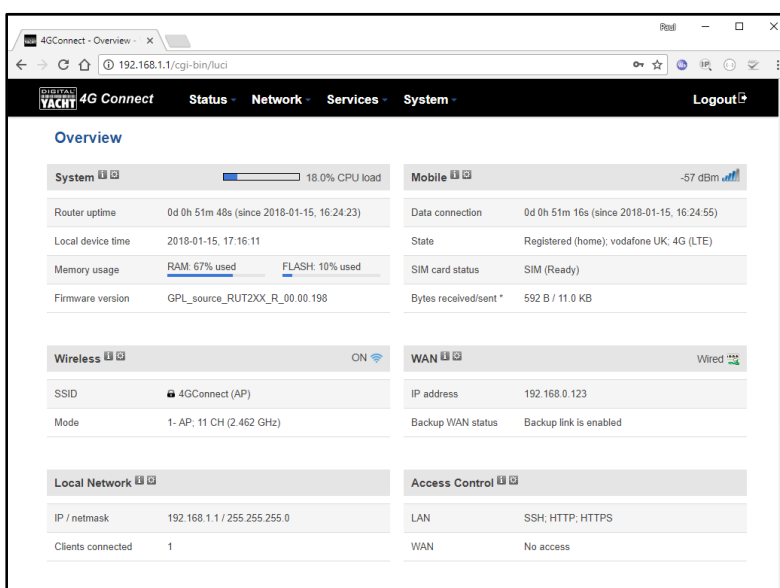 Paul
4GConnect - Overview -
192.168.1.1/cgi-bin/luci
DIGITAL YACHT 4G Connect Status Network Services System Logout
Overview
System 18.0% CPU load
Router uptime 0d 0h 51m 48s (since 2018-01-15, 16:24:23)
Local device time 2018-01-15, 17:16:11
Memory usage RAM: 67% used FLASH: 10% used
Firmware version GPL_source_RUT2XX_R_00.00.198
Mobile -57 dBm
Data connection 0d 0h 51m 16s (since 2018-01-15, 16:24:55)
State Registered (home); vodafone UK; 4G (LTE)
SIM card status SIM (Ready)
Bytes received/sent * 592 B / 11.0 KB
Wireless ON
SSID 4GConnect (AP)
Mode 1- AP; 11 CH (2.462 GHz)
WAN Wired
IP address 192.168.0.123
Backup WAN status Backup link is enabled
Local Network
IP / netmask 192.168.1.1 / 255.255.255.0
Clients connected 1
Access Control
LAN SSH; HTTP; HTTPS
WAN No access